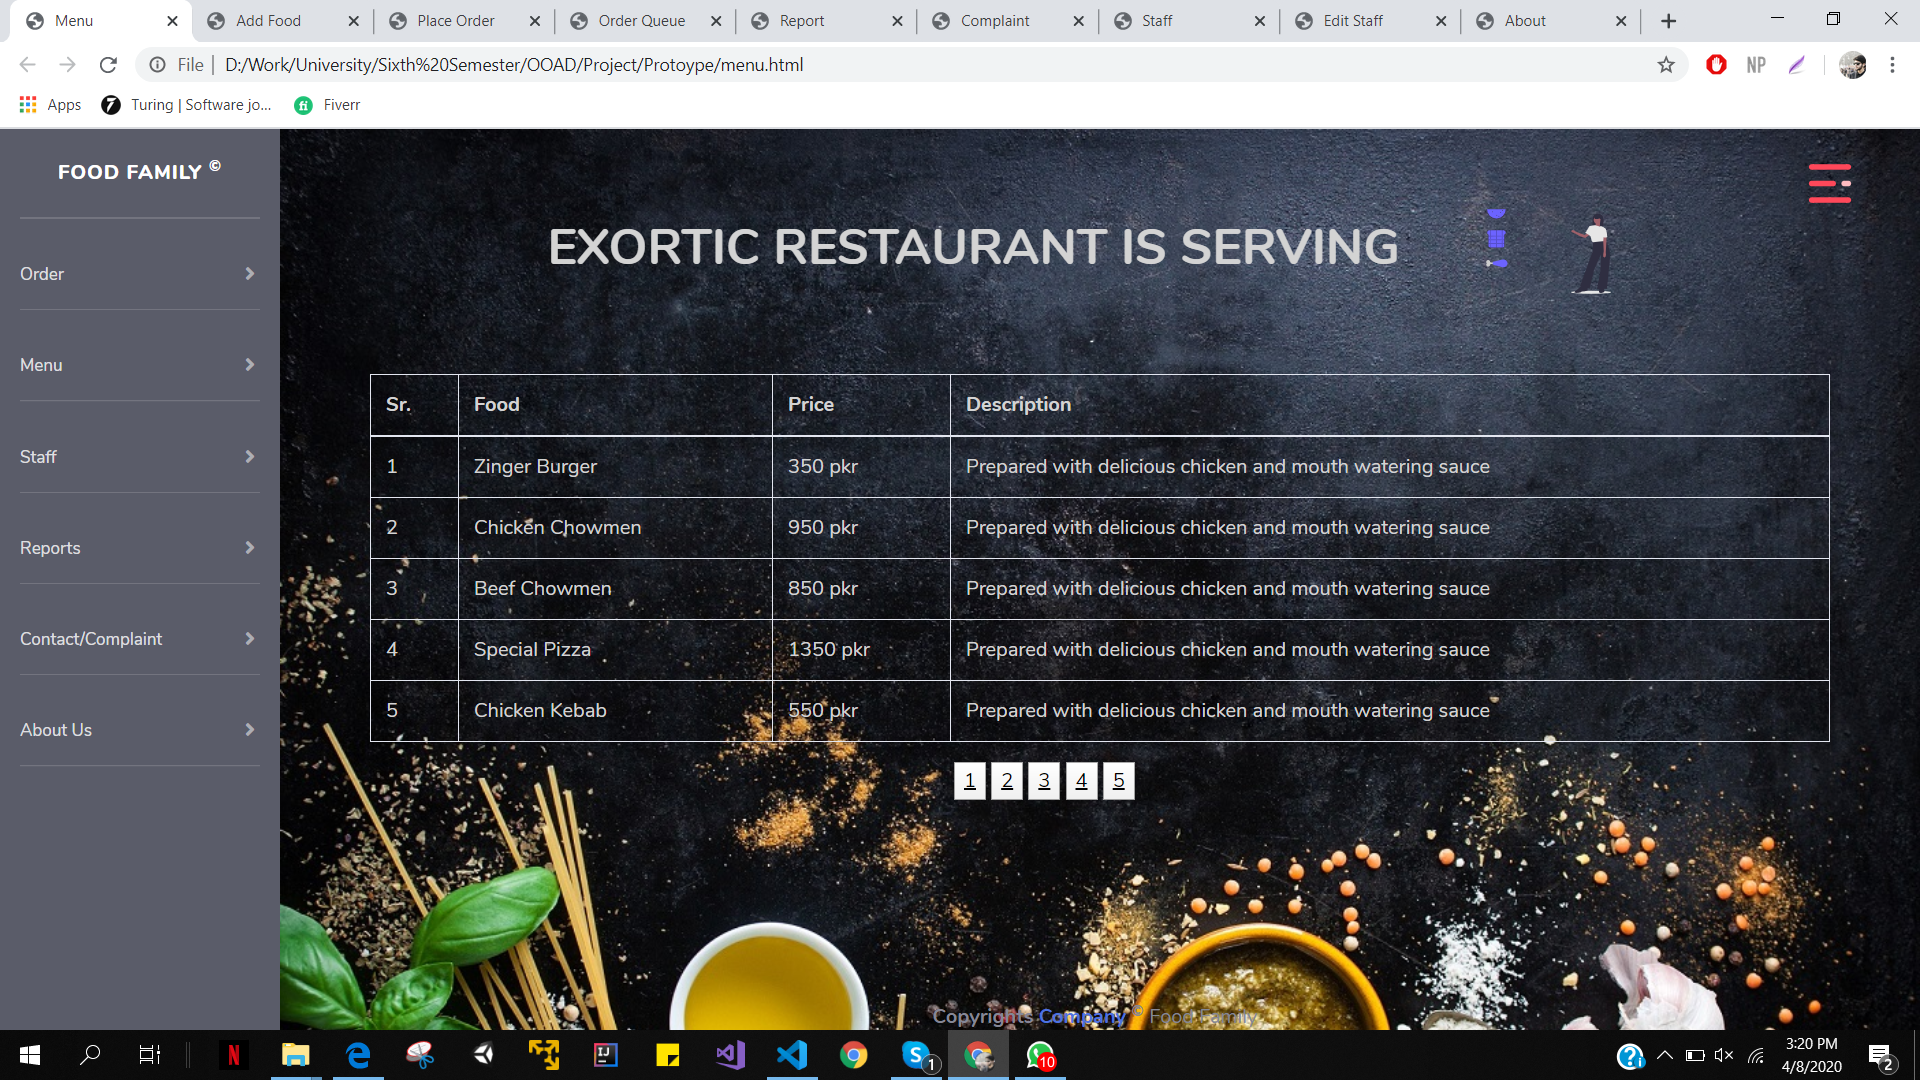 Menu Add Food Place Order Order Queue Report Complaint Staff Edit Staff About
File D:/Work/University/Sixth%20Semester/OOAD/Project/Protoype/menu.html NP
Apps Turing | Software jo... fi Fiverr
FOOD FAMILY ©
Order
Menu
Staff
Reports
Contact/Complaint
About Us
EXORTIC RESTAURANT IS SERVING
Sr. Food Price Description
1 Zinger Burger 350 pkr Prepared with delicious chicken and mouth watering sauce
2 Chicken Chowmen 950 pkr Prepared with delicious chicken and mouth watering sauce
3 Beef Chowmen 850 pkr Prepared with delicious chicken and mouth watering sauce
4 Special Pizza 1350 pkr Prepared with delicious chicken and mouth watering sauce
5 Chicken Kebab 550 pkr Prepared with delicious chicken and mouth watering sauce
1 2 3 4 5
Copyrights Company © Food Family
N IJ S 1 10 3:20 PM
4/8/2020 2